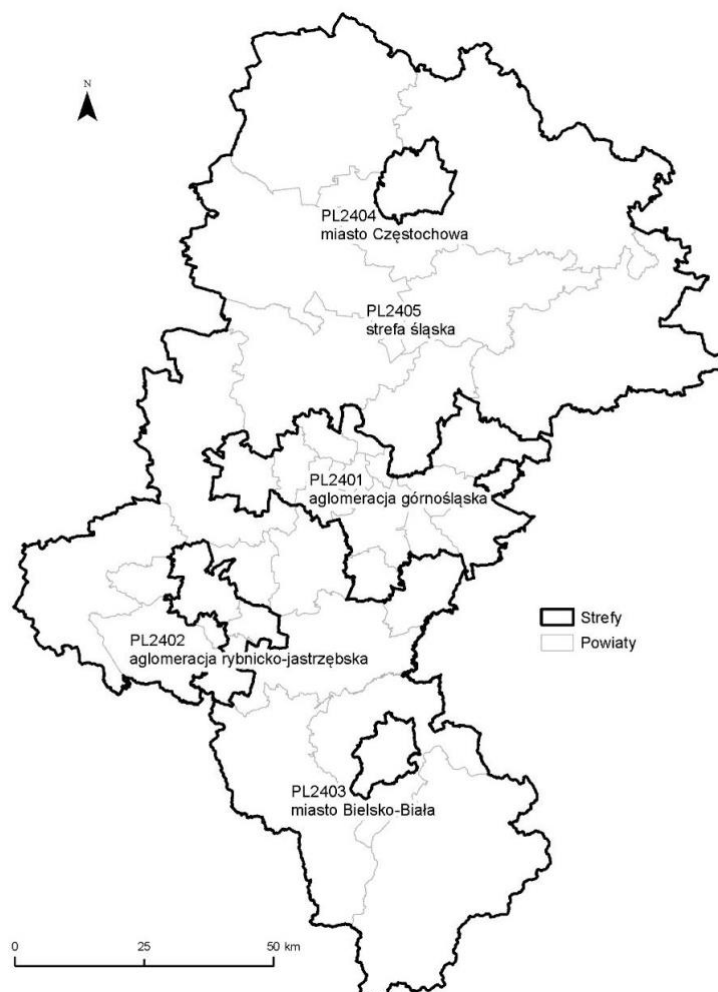 N
PL2404
miasto Częstochowa
PL2405
strefa śląska
PL2401
aglomeracja górnośląska
Strefy
Powiaty
PL2402
aglomeracja rybnicko-jastrzębska
PL2403
miasto Bielsko-Biała
0 25 50 km